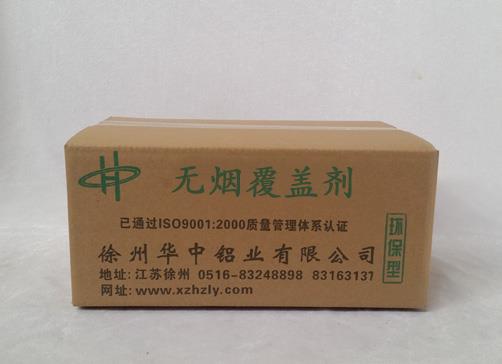 无烟覆盖剂
已通过ISO9001:2000质量管理体系认证
徐州华中铝业有限公司
地址:江苏徐州 0516-83248898 83163131
网址:www.xzhzly.com
环保型